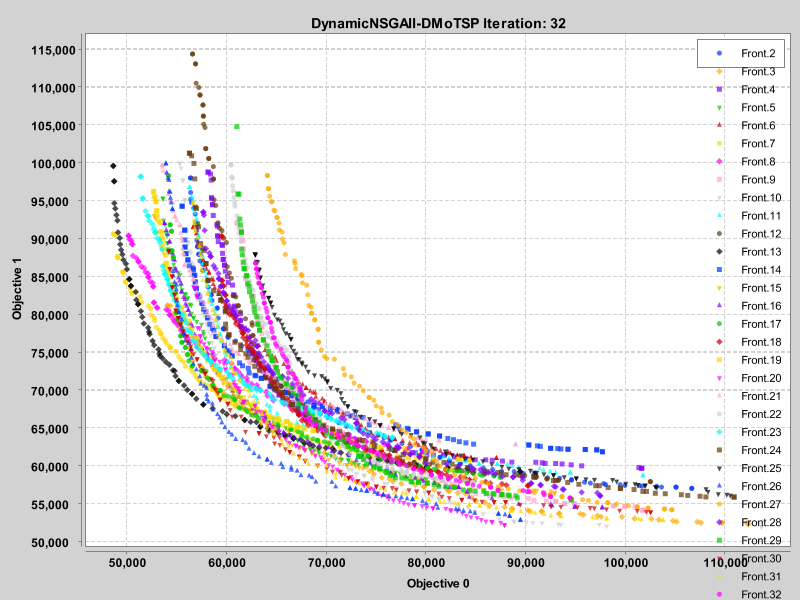 DynamicNSGAII-DMoTSP Iteration: 32
115,000
110,000
105,000
100,000
95,000
90,000
85,000
80,000
75,000
70,000
65,000
60,000
55,000
50,000
Objective 1
50,000
60,000
70,000
80,000
90,000
100,000
110,000
Objective 0
Front.2
Front.3
Front.4
Front.5
Front.6
Front.7
Front.8
Front.9
Front.10
Front.11
Front.12
Front.13
Front.14
Front.15
Front.16
Front.17
Front.18
Front.19
Front.20
Front.21
Front.22
Front.23
Front.24
Front.25
Front.26
Front.27
Front.28
Front.29
Front.30
Front.31
Front.32